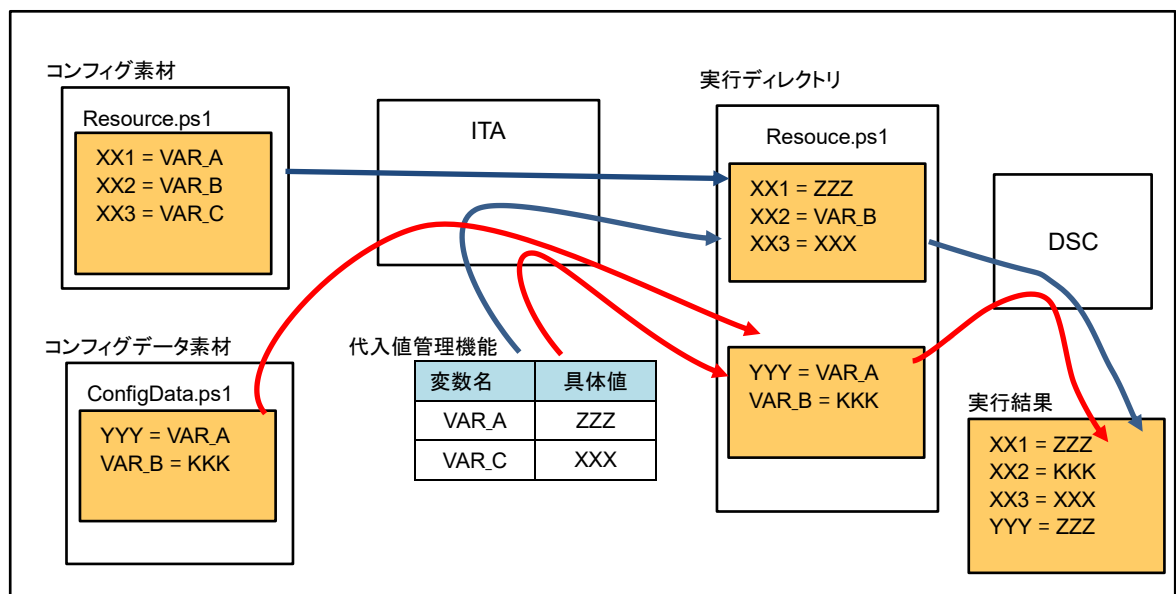 コンフィグ素材
Resource.ps1
XX1 = VAR_A
XX2 = VAR_B
XX3 = VAR_C
ITA
実行ディレクトリ
Resouce.ps1
XX1 = ZZZ
XX2 = VAR_B
XX3 = XXX
DSC
コンフィグデータ素材
ConfigData.ps1
YYY = VAR_A
VAR_B = KKK
代入値管理機能
変数名 具体値
VAR_A ZZZ
VAR_C XXX
YYY = VAR_A
VAR_B = KKK
実行結果
XX1 = ZZZ
XX2 = KKK
XX3 = XXX
YYY = ZZZ